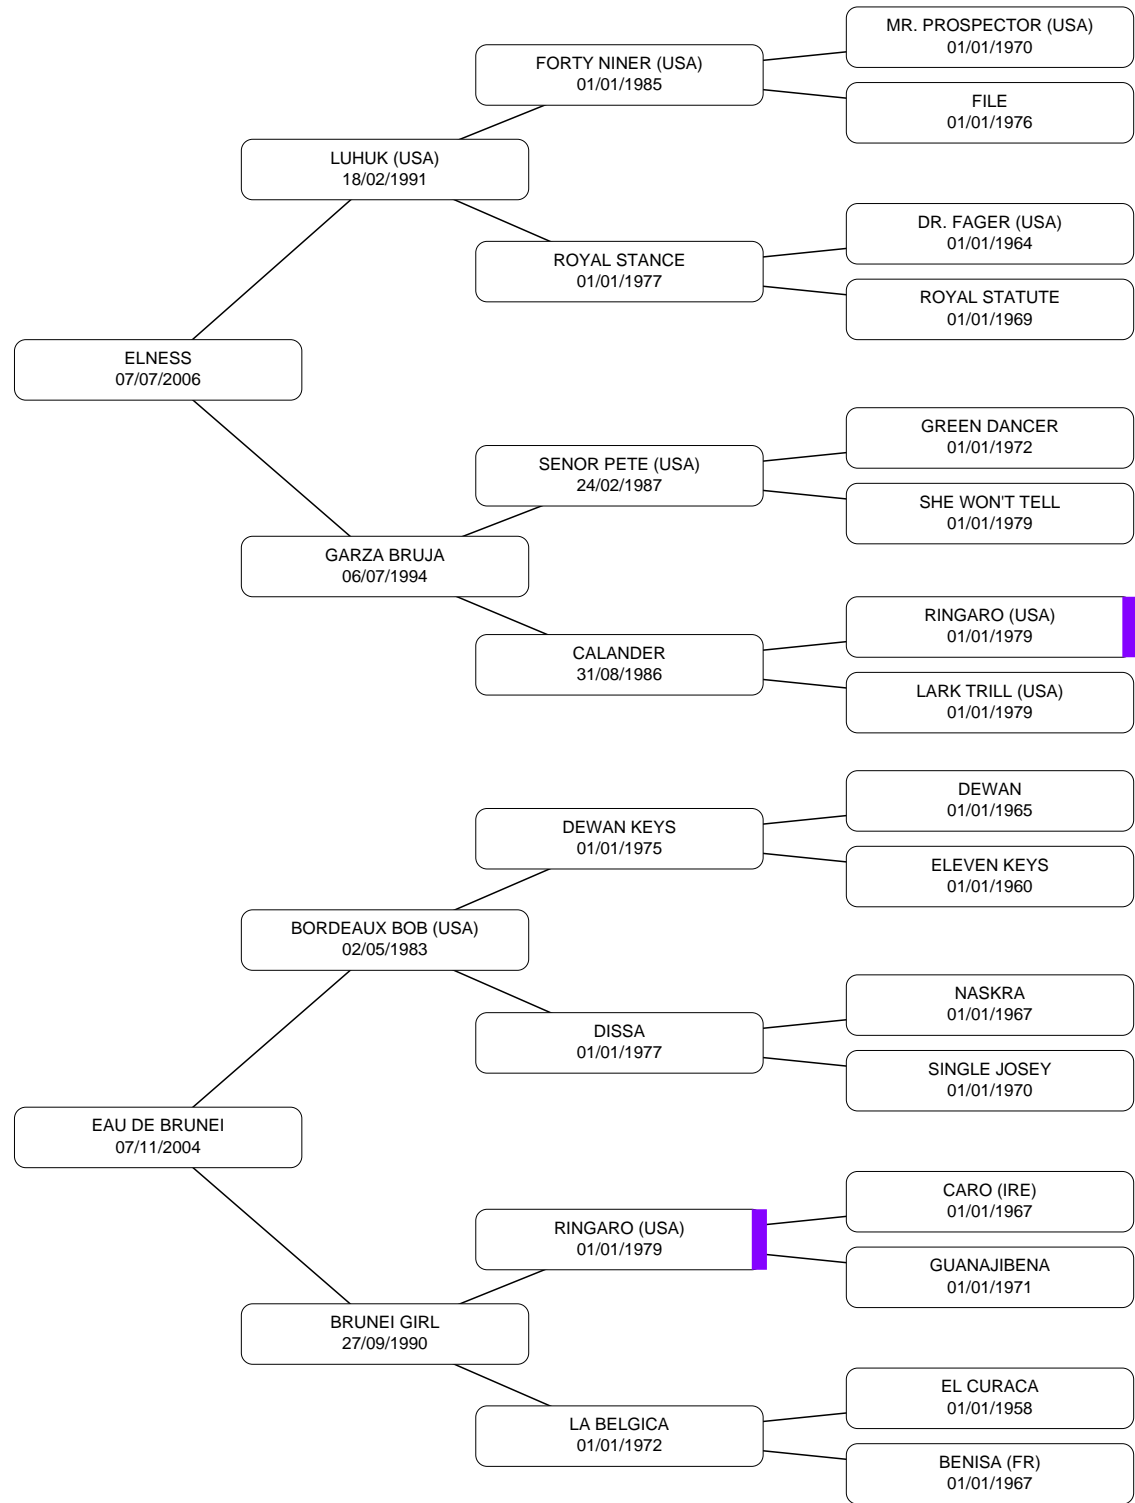 MR. PROSPECTOR (USA)
01/01/1970
FORTY NINER (USA)
01/01/1985
FILE
01/01/1976
LUHUK (USA)
18/02/1991
DR. FAGER (USA)
01/01/1964
ROYAL STANCE
01/01/1977
ROYAL STATUTE
01/01/1969
ELNESS
07/07/2006
GREEN DANCER
01/01/1972
SENOR PETE (USA)
24/02/1987
SHE WON'T TELL
01/01/1979
GARZA BRUJA
06/07/1994
RINGARO (USA)
01/01/1979
CALANDER
31/08/1986
LARK TRILL (USA)
01/01/1979
DEWAN
01/01/1965
DEWAN KEYS
01/01/1975
ELEVEN KEYS
01/01/1960
BORDEAUX BOB (USA)
02/05/1983
NASKRA
01/01/1967
DISSA
01/01/1977
SINGLE JOSEY
01/01/1970
EAU DE BRUNEI
07/11/2004
CARO (IRE)
01/01/1967
RINGARO (USA)
01/01/1979
GUANAJIBENA
01/01/1971
BRUNEI GIRL
27/09/1990
EL CURACA
01/01/1958
LA BELGICA
01/01/1972
BENISA (FR)
01/01/1967